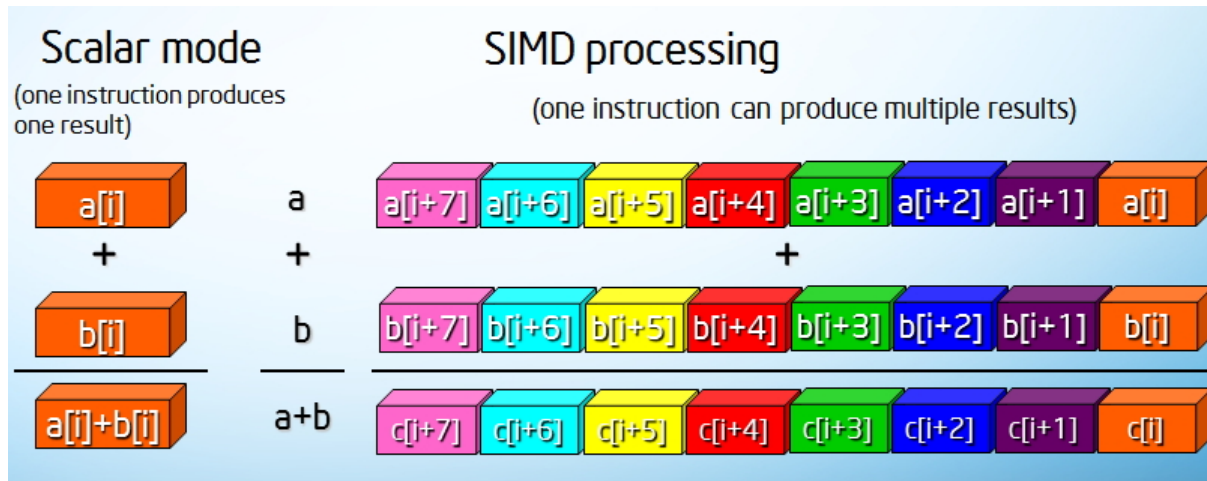 Scalar mode
(one instruction produces
one result)
SIMD processing
(one instruction can produce multiple results)
a[i] a a[i+7] a[i+6] a[i+5] a[i+4] a[i+3] a[i+2] a[i+1] a[i]
+ + +
b[i] b b[i+7] b[i+6] b[i+5] b[i+4] b[i+3] b[i+2] b[i+1] b[i]
a[i]+b[i] a+b c[i+7] c[i+6] c[i+5] c[i+4] c[i+3] c[i+2] c[i+1] c[i]